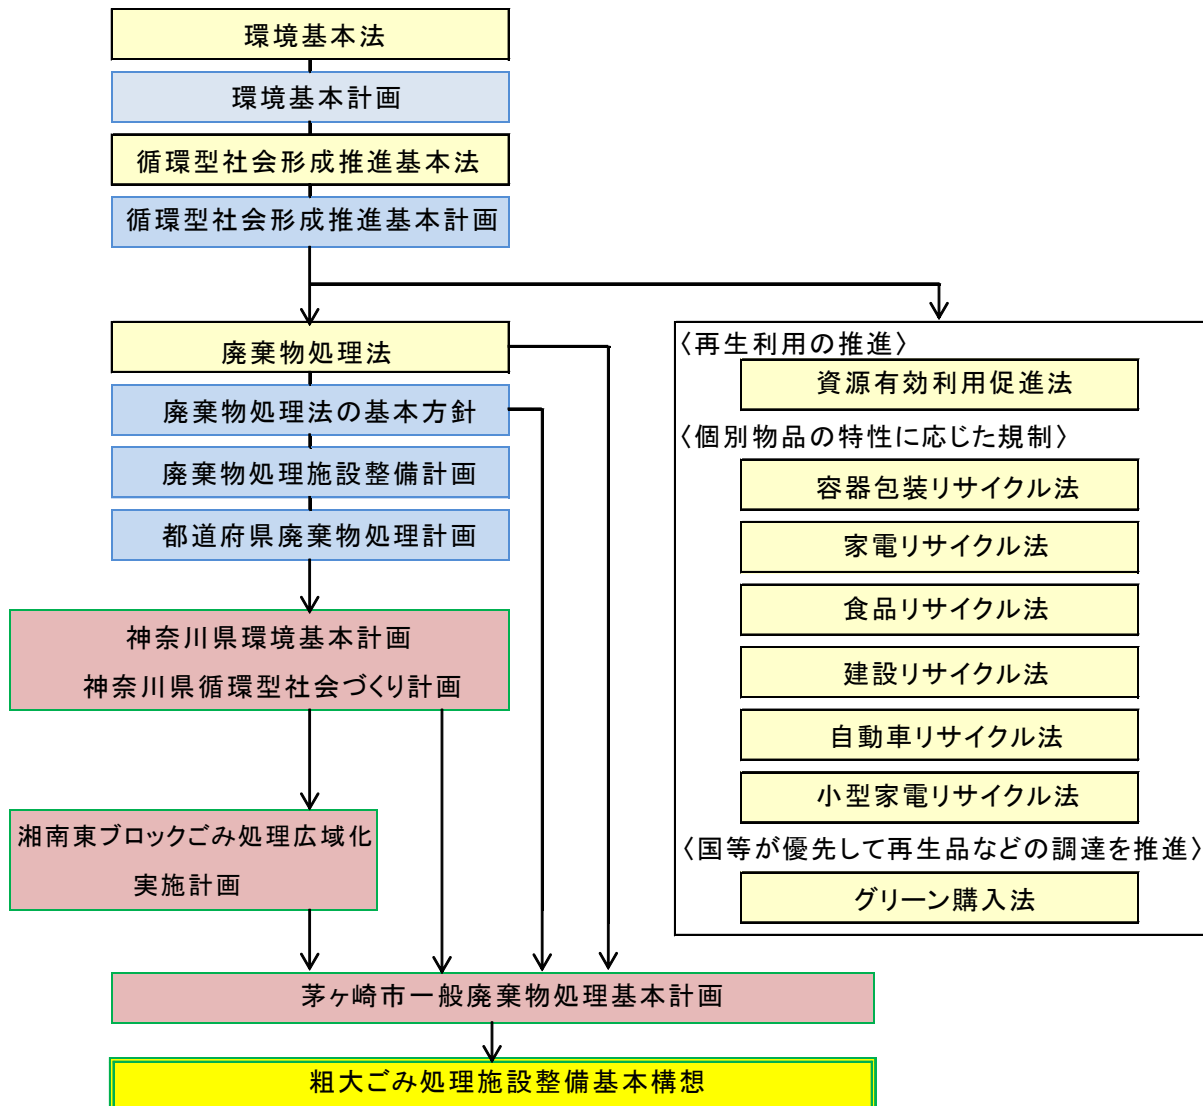 環境基本法
環境基本計画
循環型社会形成推進基本法
循環型社会形成推進基本計画
廃棄物処理法
廃棄物処理法の基本方針
廃棄物処理施設整備計画
都道府県廃棄物処理計画
神奈川県環境基本計画
神奈川県循環型社会づくり計画
湘南東ブロックごみ処理広域化
実施計画
〈再生利用の推進〉
資源有効利用促進法
〈個別物品の特性に応じた規制〉
容器包装リサイクル法
家電リサイクル法
食品リサイクル法
建設リサイクル法
自動車リサイクル法
小型家電リサイクル法
〈国等が優先して再生品などの調達を推進〉
グリーン購入法
茅ヶ崎市一般廃棄物処理基本計画
粗大ごみ処理施設整備基本構想